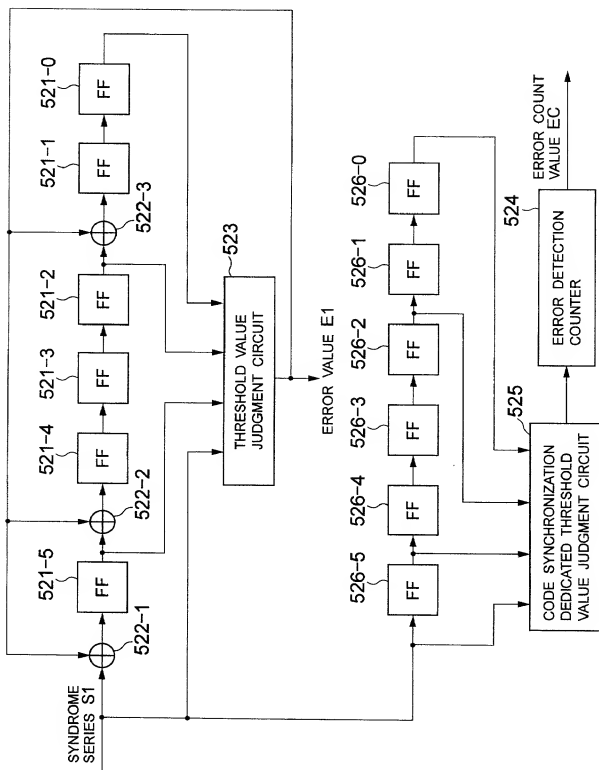 SYNDROME
SERIES S1
522-1
521-5
FF
522-2
521-4
FF
521-3
FF
521-2
FF
522-3
521-1
FF
521-0
FF
523
THRESHOLD VALUE
JUDGMENT CIRCUIT
ERROR VALUE E1
526-5
FF
526-4
FF
526-3
FF
526-2
FF
526-1
FF
526-0
FF
525
CODE SYNCHRONIZATION
DEDICATED THRESHOLD
VALUE JUDGMENT CIRCUIT
524
ERROR DETECTION
COUNTER
ERROR COUNT
VALUE EC